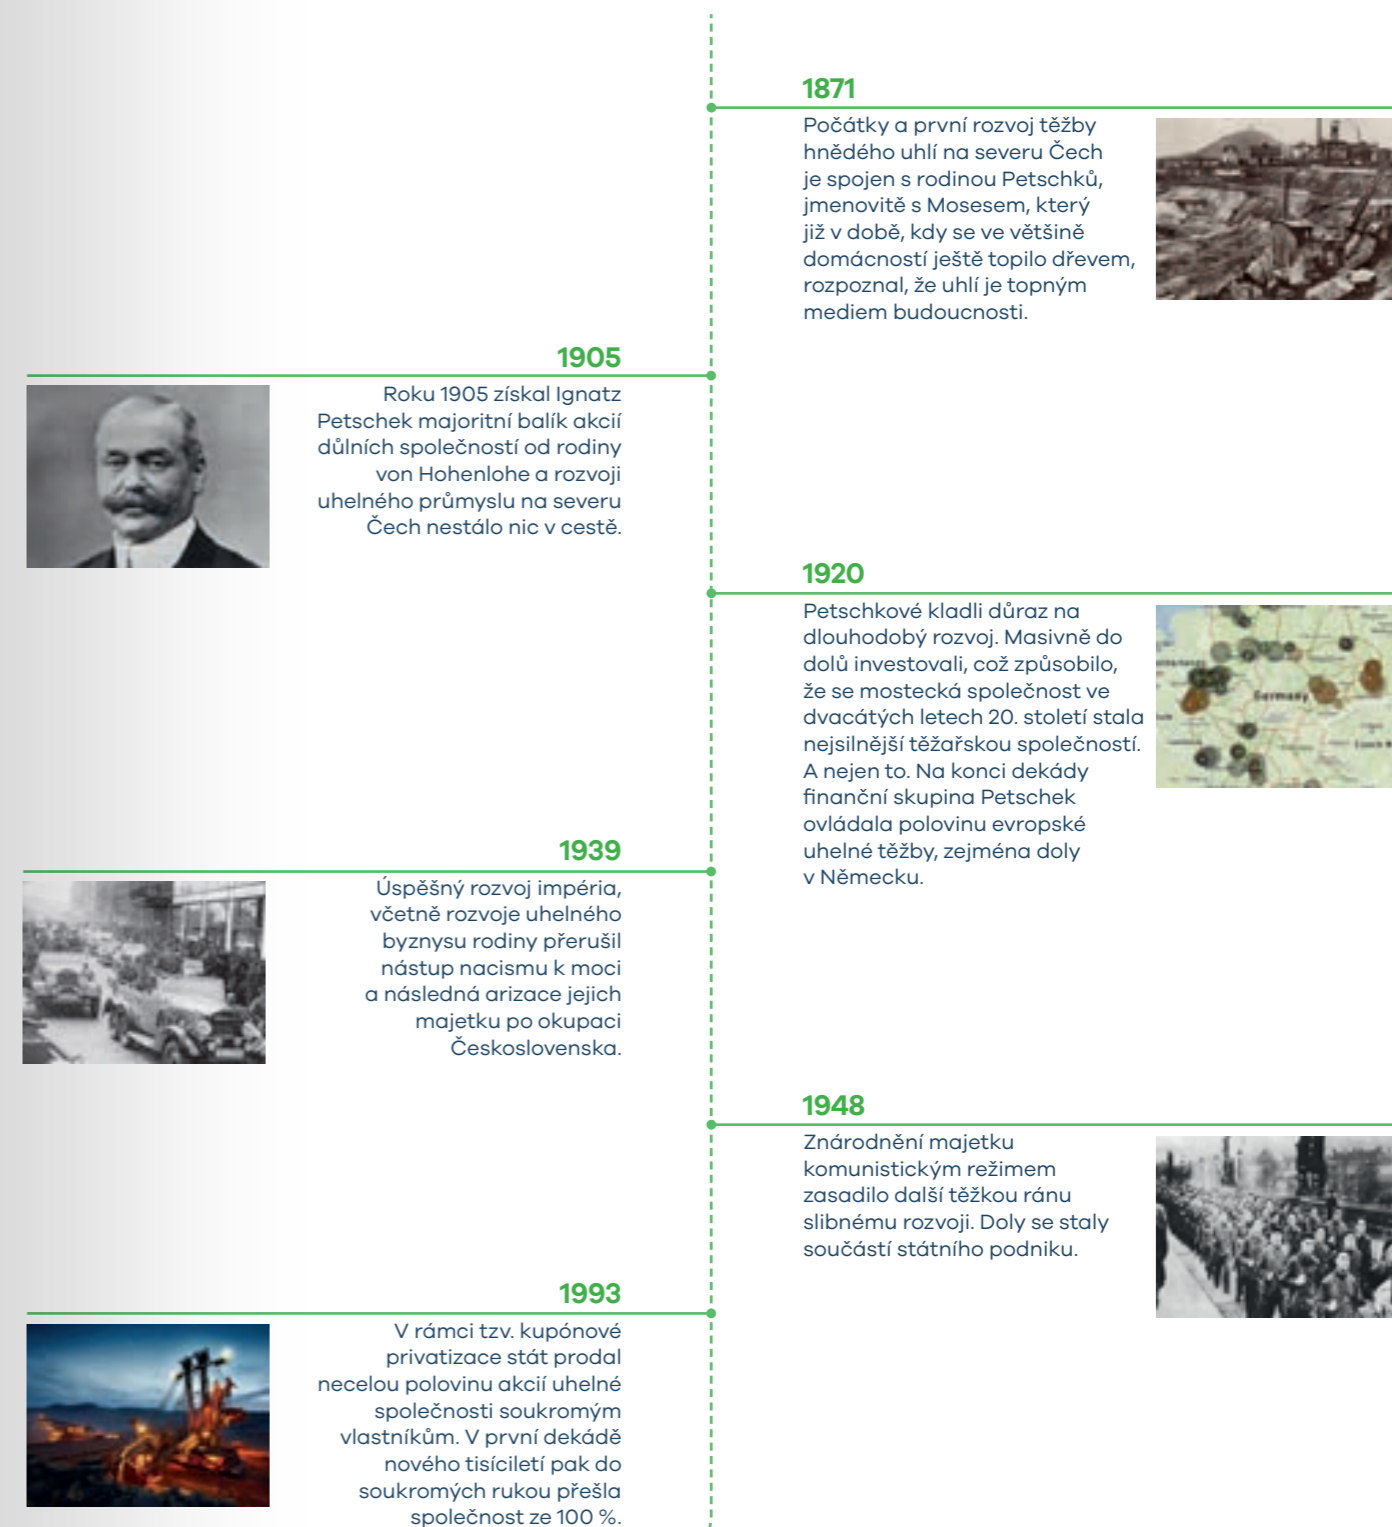 1871
Počátky a první rozvoj těžby
hnědého uhlí na severu Čech
je spojen s rodinou Petschků,
jmenovitě s Mosesem, který
již v době, kdy se ve většině
domácností ještě topilo dřevem,
rozpoznal, že uhlí je topným
mediem budoucnosti.
1905
Roku 1905 získal Ignatz
Petschek majoritní balík akcií
důlních společností od rodiny
von Hohenlohe a rozvoji
uhelného průmyslu na severu
Čech nestálo nic v cestě.
1920
Petschkové kladli důraz na
dlouhodobý rozvoj. Masivně do
dolů investovali, což způsobilo,
že se mostecká společnost ve
dvacátých letech 20. století stala
nejsilnější těžařskou společností.
A nejen to. Na konci dekády
finanční skupina Petschek
ovládala polovinu evropské
uhelné těžby, zejména doly
v Německu.
Germany
1939
Úspěšný rozvoj impéria,
včetně rozvoje uhelného
byznysu rodiny přerušil
nástup nacismu k moci
a následná arizace jejich
majetku po okupaci
Československa.
1948
Znárodnění majetku
komunistickým režimem
zasadilo další těžkou ránu
slibnému rozvoji. Doly se staly
součástí státního podniku.
1993
V rámci tzv. kupónové
privatizace stát prodal
necelou polovinu akcií uhelné
společnosti soukromým
vlastníkům. V první dekádě
nového tisíciletí pak do
soukromých rukou přešla
společnost ze 100 %.